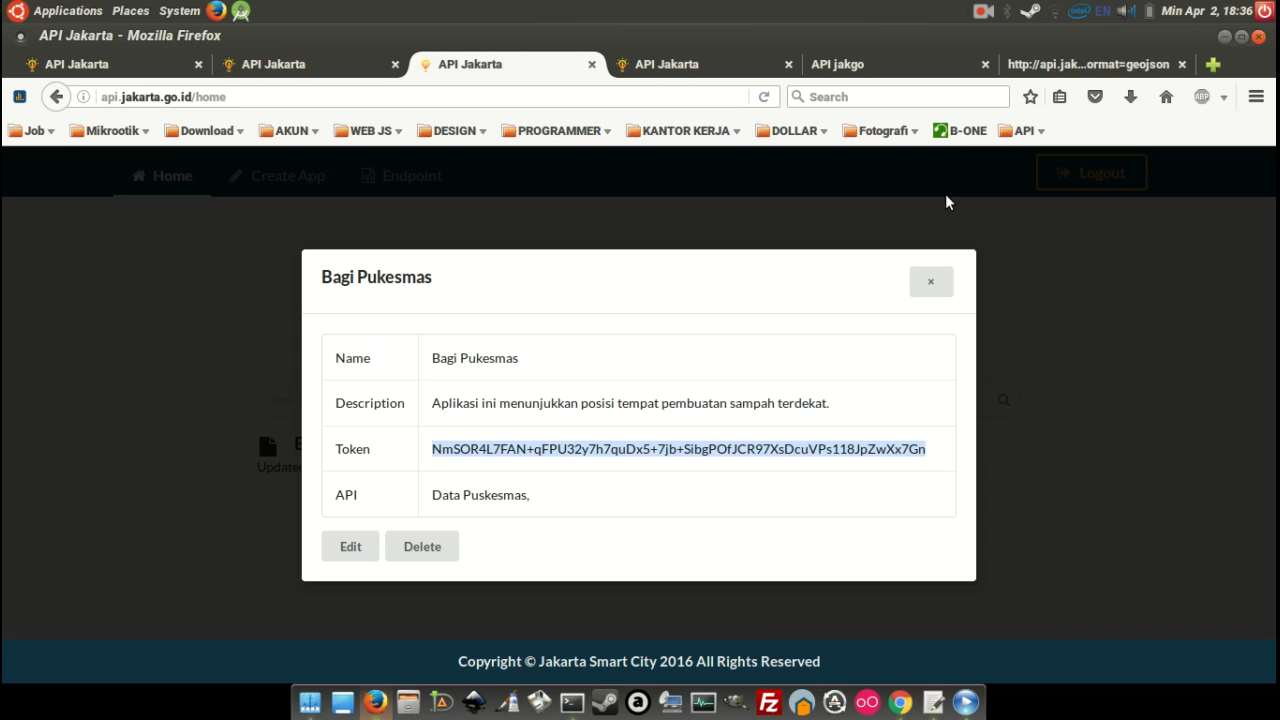 Applications Places System EN Min Apr 2, 18:36
API Jakarta - Mozilla Firefox
API Jakarta × API Jakarta × API Jakarta × API Jakarta × API jakgo × http://api.jak...ormat=geojson ×
api.jakarta.go.id/home Search ABP
Job Mikrootik Download AKUN WEB JS DESIGN PROGRAMMER KANTOR KERJA DOLLAR Fotografi B-ONE API
Home Create App Endpoint Logout
Bagi Pukesmas ×
Name Bagi Pukesmas
Description Aplikasi ini menunjukkan posisi tempat pembuatan sampah terdekat.
Token NmSOR4L7FAN+qFPU32y7h7quDx5+7jb+SibgPOfJCR97XsDcuVPs118JpZwXx7Gn
API Data Puskesmas,
Edit Delete
Copyright © Jakarta Smart City 2016 All Rights Reserved